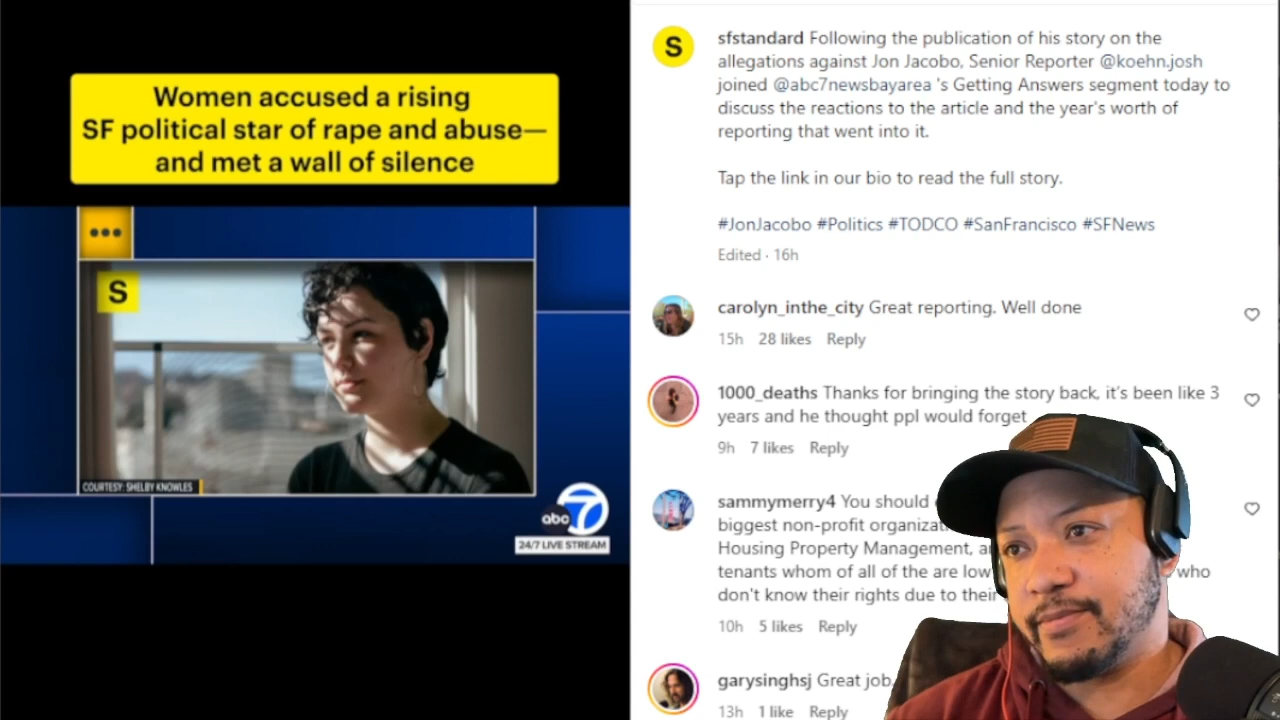 Women accused a rising
SF political star of rape and abuse—
and met a wall of silence
S
COURTESY: SHELBY KNOWLES
abc 7
24/7 LIVE STREAM
S
sfstandard Following the publication of his story on the
allegations against Jon Jacobo, Senior Reporter @koehn.josh
joined @abc7newsbayarea 's Getting Answers segment today to
discuss the reactions to the article and the year's worth of
reporting that went into it.
Tap the link in our bio to read the full story.
#JonJacobo #Politics #TODCO #SanFrancisco #SFNews
Edited · 16h
carolyn_inthe_city Great reporting. Well done
15h 28 likes Reply
1000_deaths Thanks for bringing the story back, it's been like 3
years and he thought ppl would forget
9h 7 likes Reply
sammymerry4 You should
biggest non-profit
Housing Property Management,
tenants whom of all of the are low who
don't know their rights due to their
10h 5 likes Reply
garysinghsj Great job.
13h 1 like Reply